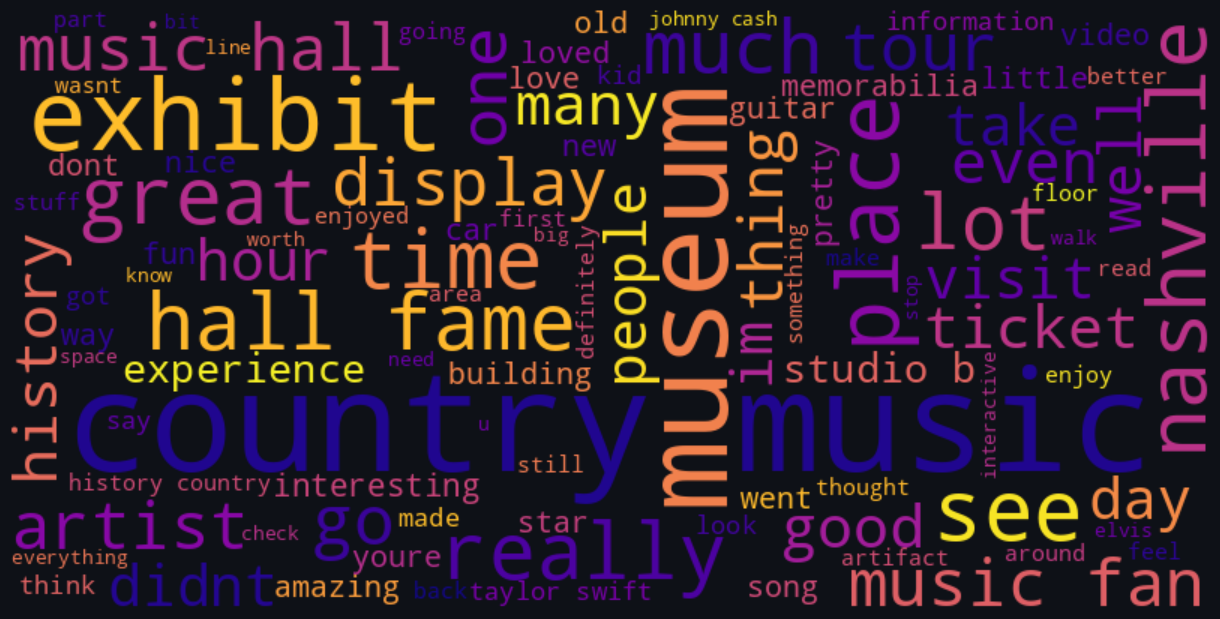 part
bit
music hall
line
going
one
old
johnny cash
loved
much tour
information
video
nashville
wasnt
exhibit
love
kid
many
museum
memorabilia
little
better
guitar
thing
place
take
well
dont
nice
new
even
stuff
great
display
people
pretty
floor
enjoyed
first
lot
walk
history
fun
worth
car
big
hour
time
know
area
definitely
something
make
visit
read
stop
got
hall fame
im
ticket
way
space
experience
need
building
studio b
interactive
enjoy
country music
say
u
still
history country
interesting
went
thought
see
day
artist
check
go
made
star
really
look
good
elvis
everything
youre
artifact
around
feel
think
didnt
amazing
back
taylor swift
song
music fan